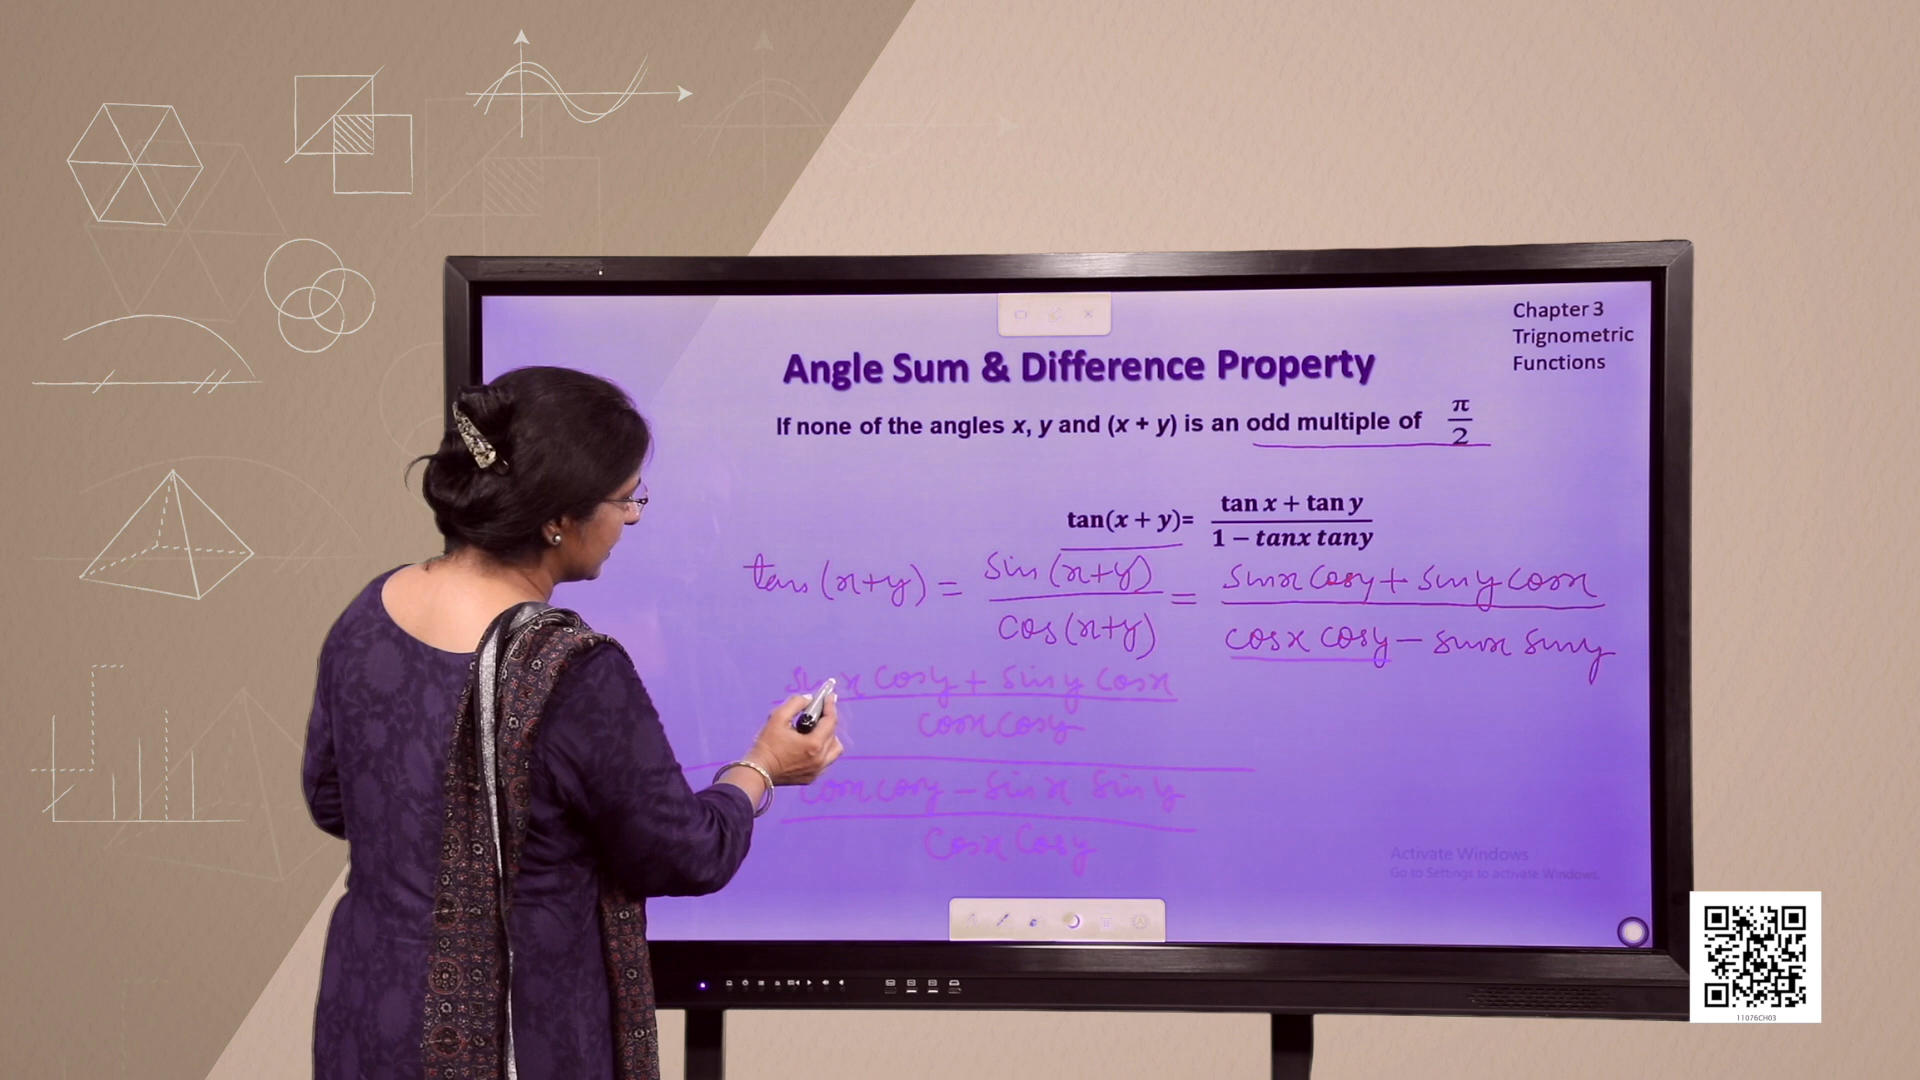 Chapter 3
Trignometric
Functions
Angle Sum & Difference Property
If none of the angles x, y and (x + y) is an odd multiple of π/2
tan(x + y)= (tan x + tan y)/(1 − tanx tany)
tan (x+y) = sin (x+y)/cos (x+y) = (sinx cosy + siny cosx)/(cosx cosy − sinx siny)
sinx cosy + siny cosx
cosx cosy
cosx cosy − sinx siny
cosx cosy
Activate Windows
Go to Settings to activate Windows.
11076CH03